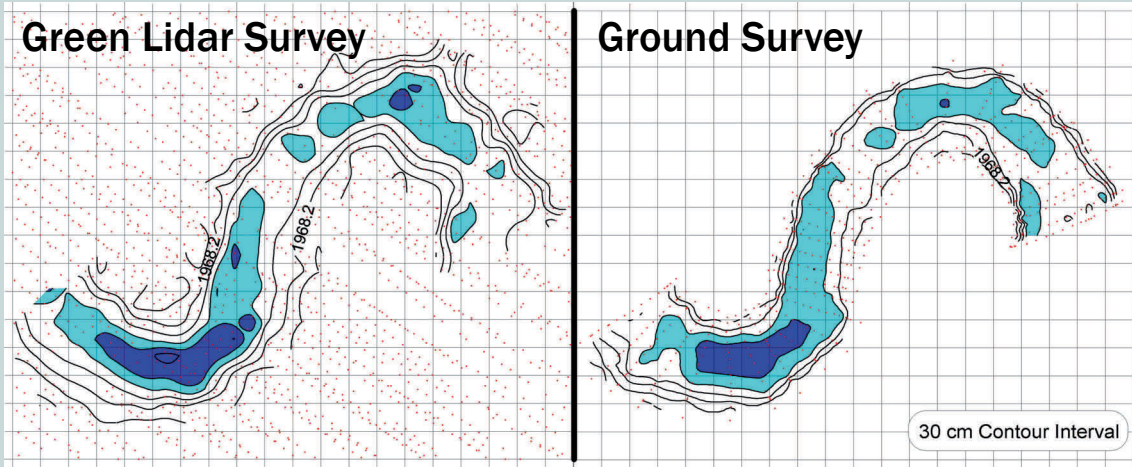 Green Lidar Survey
Ground Survey
1968.2
1968.2
1968.2
30 cm Contour Interval